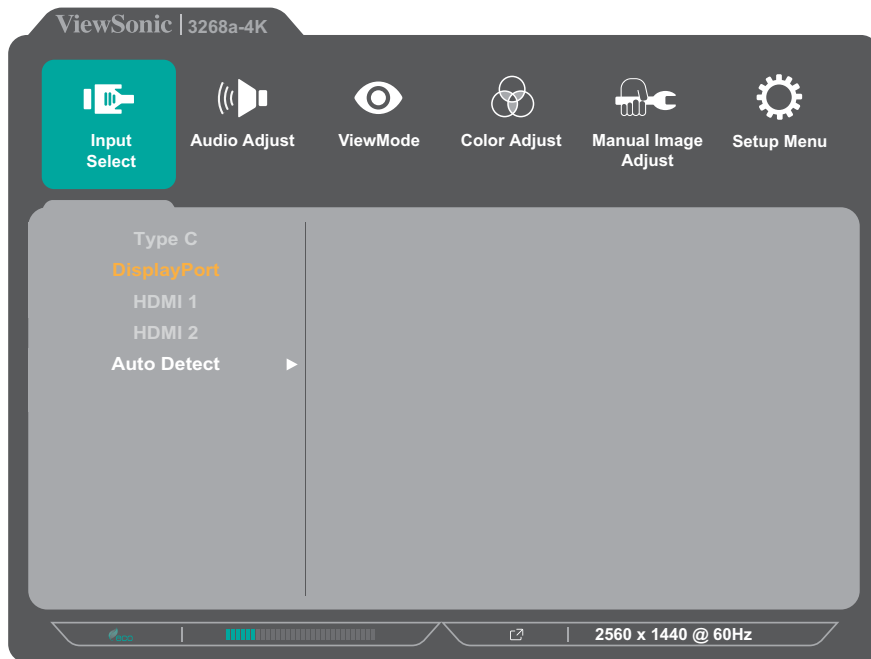 ViewSonic | 3268a-4K
Input
Select
Audio Adjust
ViewMode
Color Adjust
Manual Image
Adjust
Setup Menu
Type C
DisplayPort
HDMI 1
HDMI 2
Auto Detect
eco
2560 x 1440 @ 60Hz